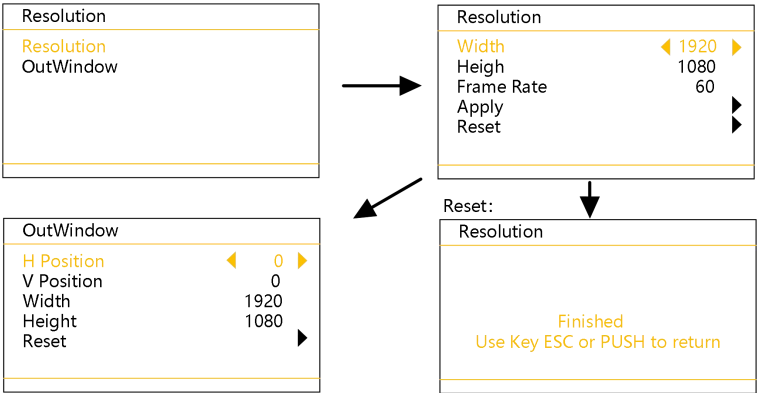 Resolution
Resolution
OutWindow
Resolution
Width 1920
Heigh 1080
Frame Rate 60
Apply
Reset
OutWindow
H Position 0
V Position 0
Width 1920
Height 1080
Reset
Reset:
Resolution
Finished
Use Key ESC or PUSH to return